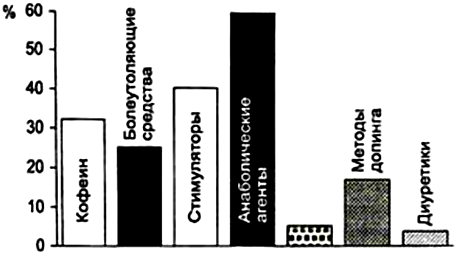 %
60
50
40
30
20
10
0
Кофеин
Болеутоляющие
средства
Стимуляторы
Анаболические
агенты
Методы
допинга
Диуретики